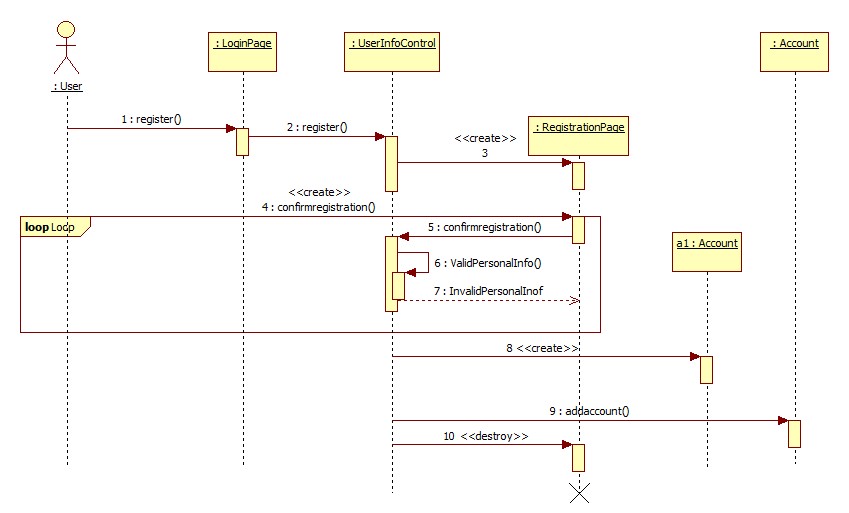 : LoginPage
: UserInfoControl
: Account
: User
1 : register()
2 : register()
: RegistrationPage
<<create>>
3
<<create>>
4 : confirmregistration()
loop Loop
5 : confirmregistration()
a1 : Account
6 : ValidPersonalInfo()
7 : InvalidPersonalInof
8 <<create>>
9 : addaccount()
10 <<destroy>>